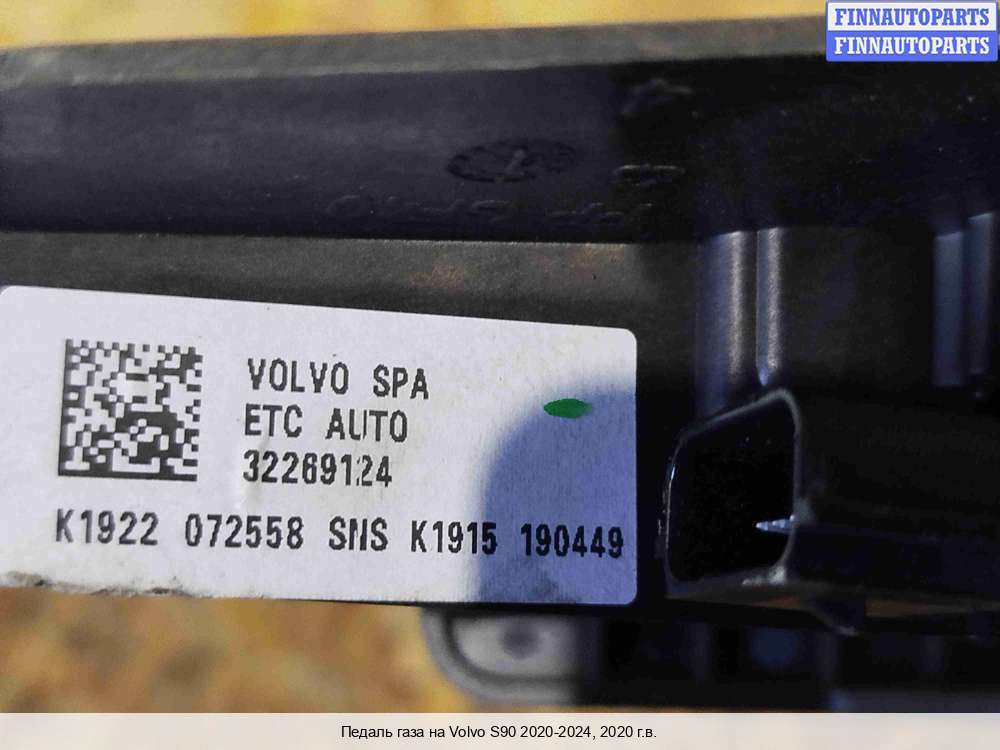 FINNAUTOPARTS
FINNAUTOPARTS
VOLVO SPA
ETC AUTO
32269124
K1922 072558 SNS K1915 190449
Педаль газа на Volvo S90 2020-2024, 2020 г.в.